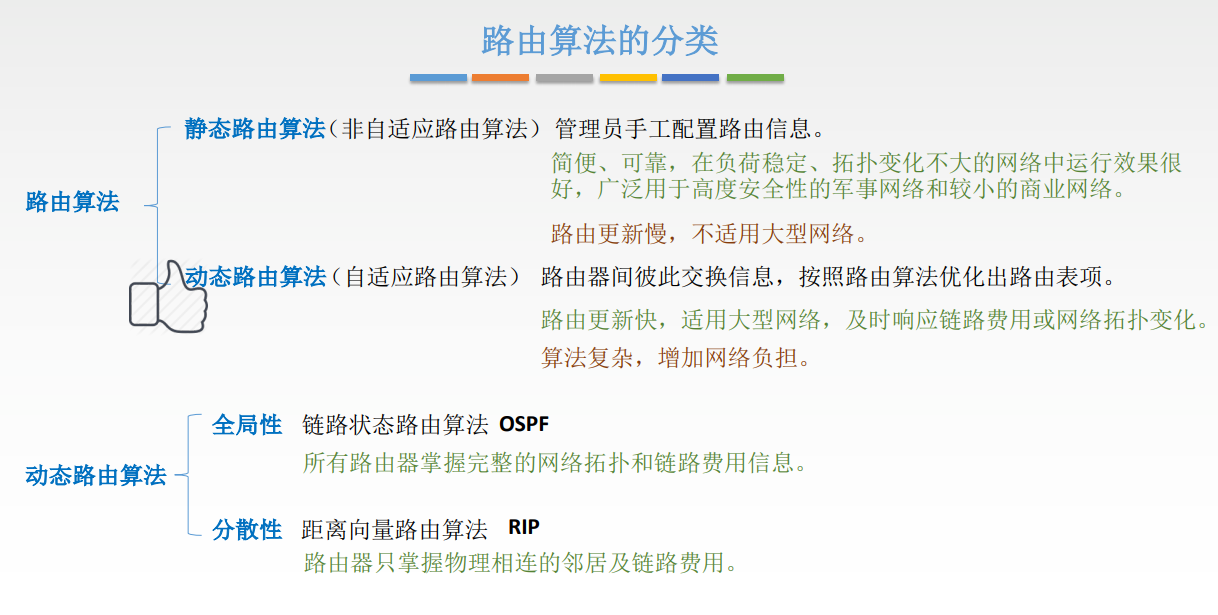 路由算法的分类
静态路由算法（非自适应路由算法）管理员手工配置路由信息。
简便、可靠，在负荷稳定、拓扑变化不大的网络中运行效果很
好，广泛用于高度安全性的军事网络和较小的商业网络。
路由算法
路由更新慢，不适用大型网络。
动态路由算法（自适应路由算法） 路由器间彼此交换信息，按照路由算法优化出路由表项。
路由更新快，适用大型网络，及时响应链路费用或网络拓扑变化。
算法复杂，增加网络负担。
全局性 链路状态路由算法 OSPF
所有路由器掌握完整的网络拓扑和链路费用信息。
动态路由算法
分散性 距离向量路由算法 RIP
路由器只掌握物理相连的邻居及链路费用。